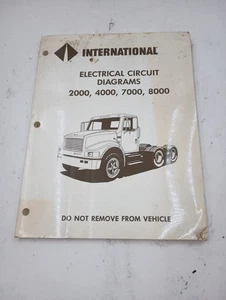 INTERNATIONAL
ELECTRICAL CIRCUIT
DIAGRAMS
2000, 4000, 7000, 8000
DO NOT REMOVE FROM VEHICLE